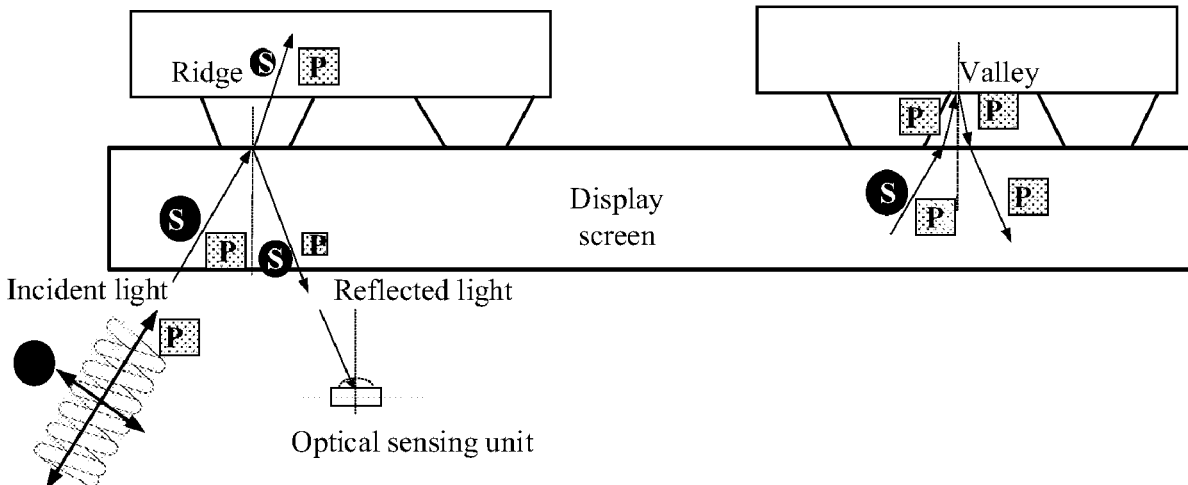 Ridge S P
Valley
P P
S P
Display
screen
S P S P
P
Incident light
Reflected light
P
Optical sensing unit